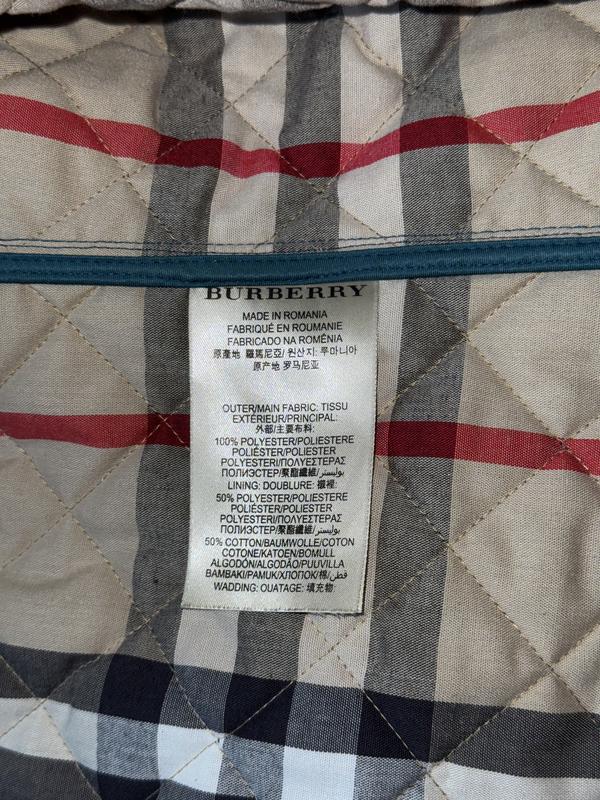 BURBERRY
MADE IN ROMANIA
FABRIQUÉ EN ROUMANIE
FABRICADO NA ROMÊNIA
原產地 羅馬尼亞/ 원산지: 루마니아
原产地 罗马尼亚
OUTER/MAIN FABRIC: TISSU
EXTÉRIEUR/PRINCIPAL:
外部/主要布料:
100% POLYESTER/POLIESTERE
POLIÉSTER/POLIESTER
POLYESTERI/ΠΟΛΥΕΣΤΕΡΑΣ
ПОЛИЭСТЕР/聚酯纖維/بوليستر
LINING: DOUBLURE: 襯裡:
50% POLYESTER/POLIESTERE
POLIÉSTER/POLIESTER
POLYESTERI/ΠΟΛΥΕΣΤΕΡΑΣ
ПОЛИЭСТЕР/聚酯纖維/بوليستر
50% COTTON/BAUMWOLLE/COTON
COTONE/KATOEN/BOMULL
ALGODÓN/ALGODÃO/PUUVILLA
BAMBAKI/PAMUK/ХЛОПОК/棉/قطن
WADDING: OUATAGE: 填充物: